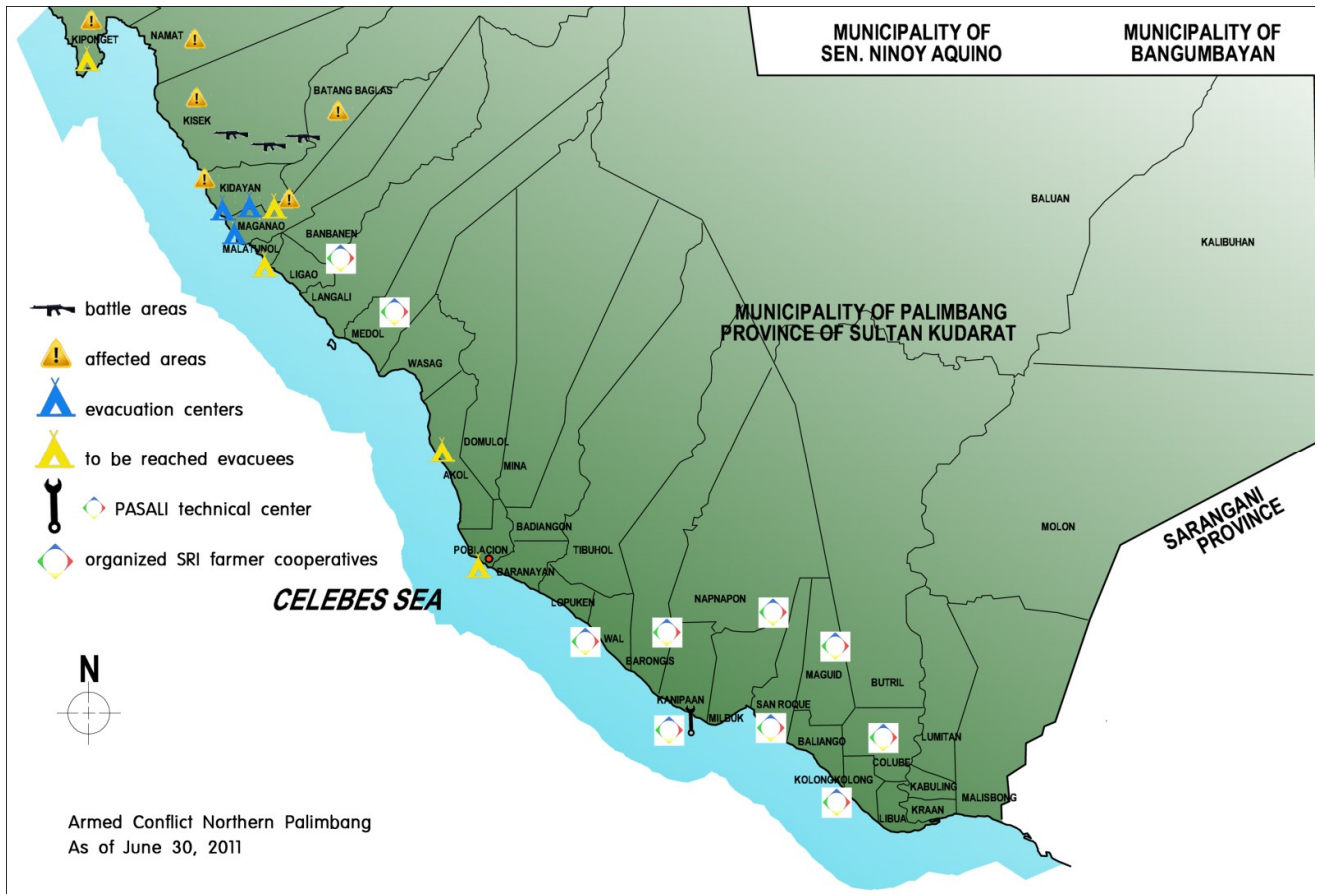 MUNICIPALITY OF
SEN. NINOY AQUINO
MUNICIPALITY OF
BANGUMBAYAN
KIPONGET
NAMAT
BATANG BAGLAS
KISEK
KIDAYAN
MAGANAO
MALATUNOL
BANBANEN
LIGAO
LANGALI
MEDOL
WASAG
BALUAN
KALIBUHAN
MUNICIPALITY OF PALIMBANG
PROVINCE OF SULTAN KUDARAT
battle areas
affected areas
evacuation centers
to be reached evacuees
PASALI technical center
organized SRI farmer cooperatives
DOMULOL
MINA
AKOL
BADIANGON
POBLACION
TIBUHOL
BARANAYAN
MOLON
SARANGANI
PROVINCE
CELEBES SEA
LOPUKEN
NAPNAPON
WAL
BARONGIS
MAGUID
BUTRIL
KANIPAAN
MILBUK
SAN ROQUE
BALIANGO
LUMITAN
COLUBE
KOLONGKOLONG
KABULING
MALISBONG
KRAAN
LIBUA
N
Armed Conflict Northern Palimbang
As of June 30, 2011